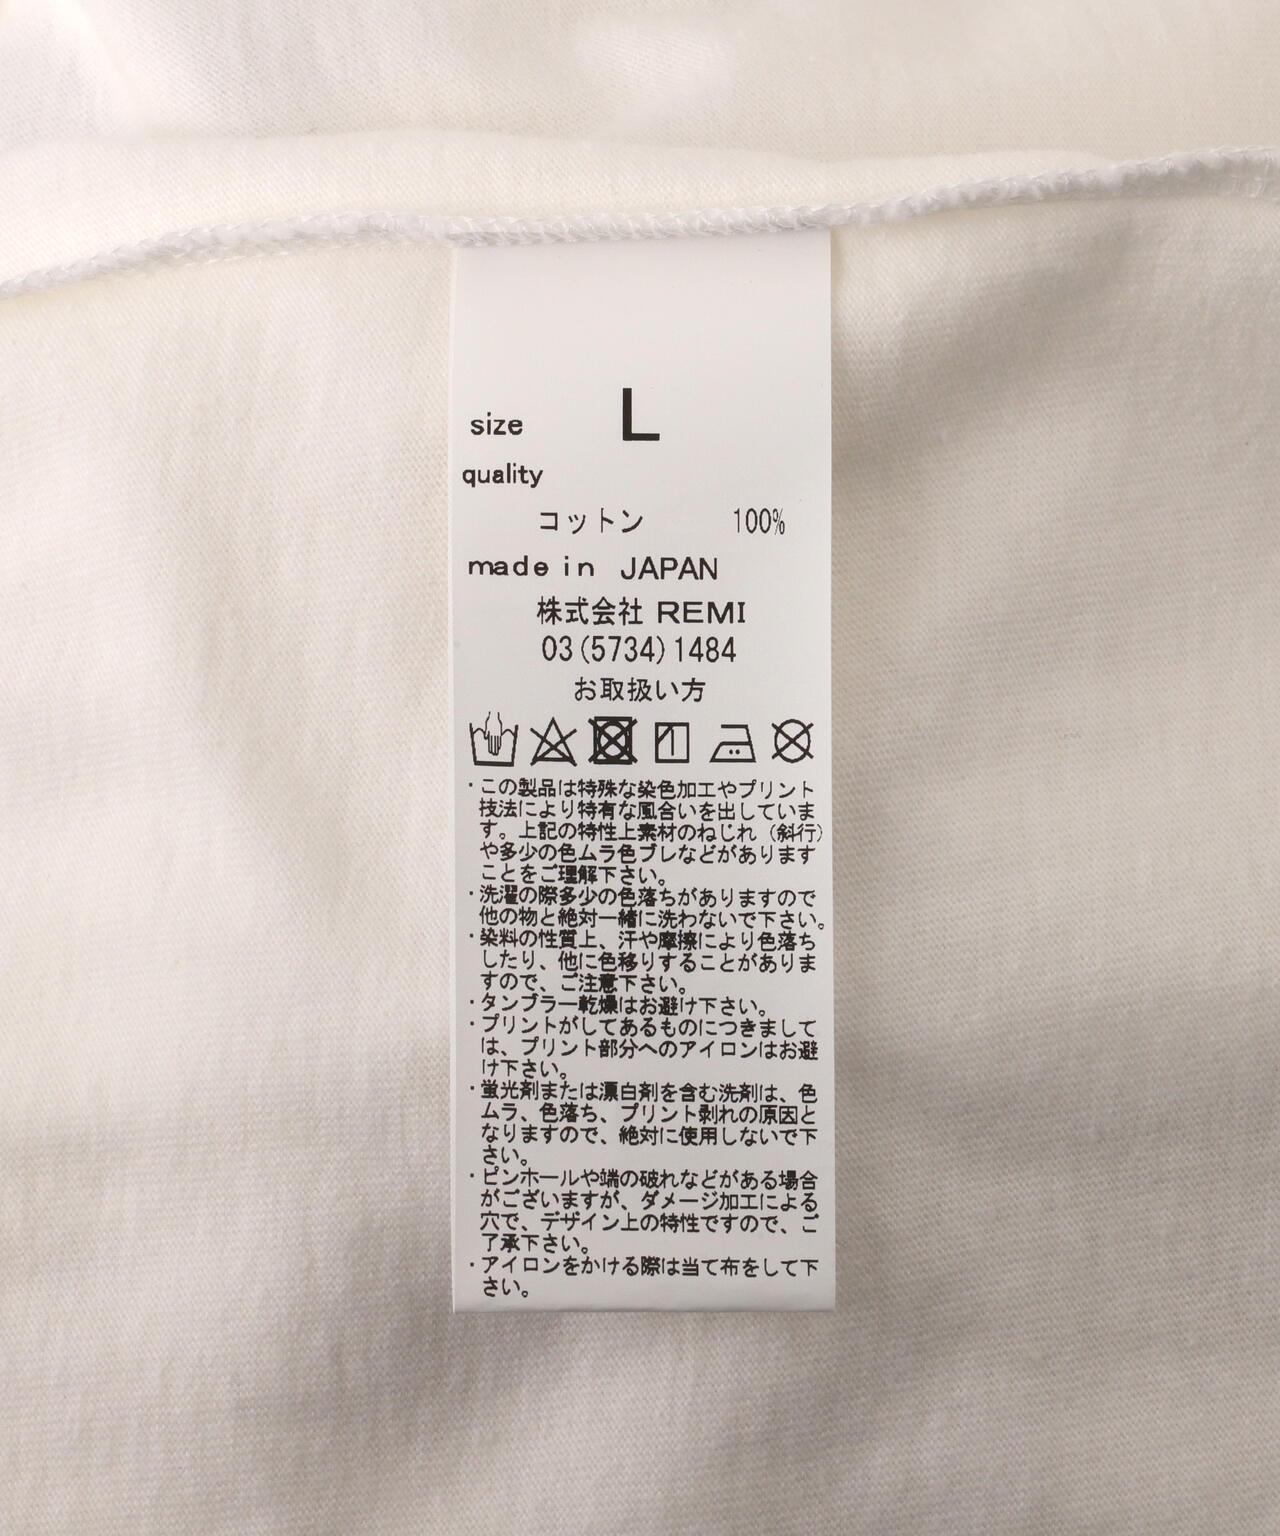 size L
quality
コットン 100%
made in JAPAN
株式会社 REMI
03(5734)1484
お取扱い方
・この製品は特殊な染色加工やプリント
技法により特有な風合いを出していま
す。上記の特性上素材のねじれ（斜行）
や多少の色ムラ色ブレなどがあります
ことをご理解下さい。
・洗濯の際多少の色落ちがありますので
他の物と絶対一緒に洗わないで下さい。
・染料の性質上、汗や摩擦により色落ち
したり、他に色移りすることがありま
すので、ご注意下さい。
・タンブラー乾燥はお避け下さい。
・プリントがしてあるものにつきまして
は、プリント部分へのアイロンはお避
け下さい。
・蛍光剤または漂白剤を含む洗剤は、色
ムラ、色落ち、プリント剥れの原因と
なりますので、絶対に使用しないで下
さい。
・ピンホールや端の破れなどがある場合
がございますが、ダメージ加工による
穴で、デザイン上の特性ですので、ご
了承下さい。
・アイロンをかける際は当て布をして下
さい。